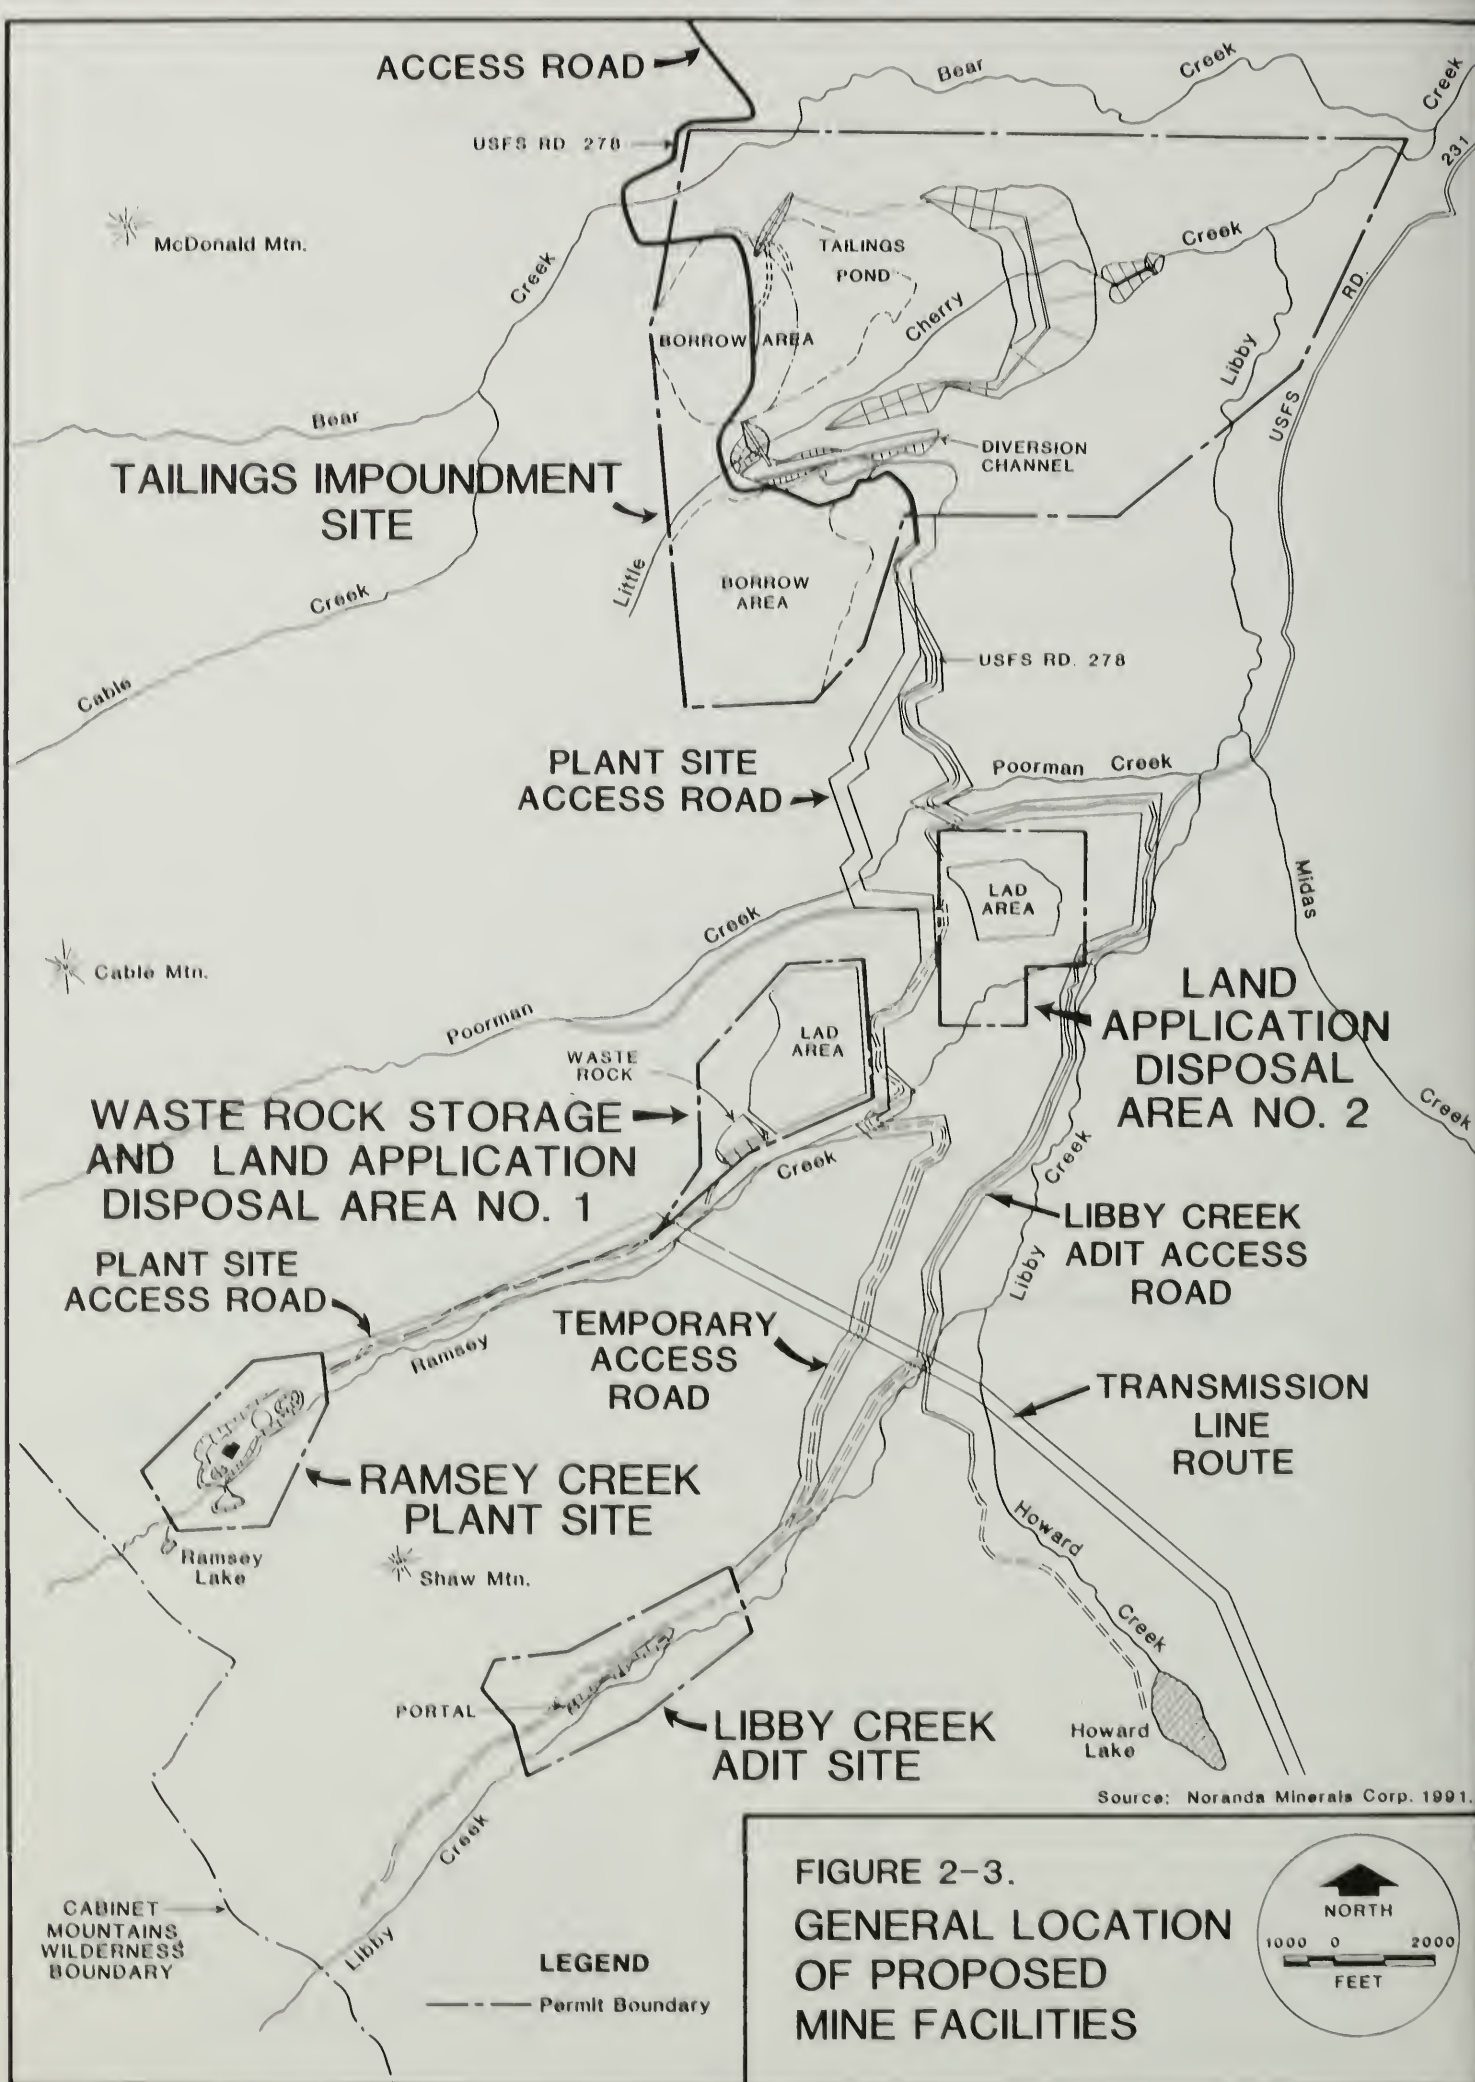 ACCESS ROAD
Bear
Creek
Creek
USFS RD 278
231
McDonald Mtn.
TAILINGS
POND
Creek
Creek
RD.
Cherry
BORROW AREA
Libby
USFS
Bear
DIVERSION
CHANNEL
TAILINGS IMPOUNDMENT
SITE
Little
BORROW
AREA
Creek
USFS RD. 278
Cable
PLANT SITE
ACCESS ROAD
Poorman Creek
LAD
AREA
Midas
Creek
Cable Mtn.
LAND
APPLICATION
DISPOSAL
AREA NO. 2
Poorman
LAD
AREA
WASTE
ROCK
Creek
WASTE ROCK STORAGE
AND LAND APPLICATION
DISPOSAL AREA NO. 1
Creek
Creek
LIBBY CREEK
ADIT ACCESS
ROAD
Libby
PLANT SITE
ACCESS ROAD
TEMPORARY
ACCESS
ROAD
Ramsey
TRANSMISSION
LINE
ROUTE
RAMSEY CREEK
PLANT SITE
Howard
Ramsey
Lake
Shaw Mtn.
Creek
PORTAL
LIBBY CREEK
ADIT SITE
Howard
Lake
Source: Noranda Minerals Corp. 1991.
Creek
Libby
CABINET
MOUNTAINS
WILDERNESS
BOUNDARY
LEGEND
Permit Boundary
FIGURE 2-3.
GENERAL LOCATION
OF PROPOSED
MINE FACILITIES
NORTH
1000 0 2000
FEET